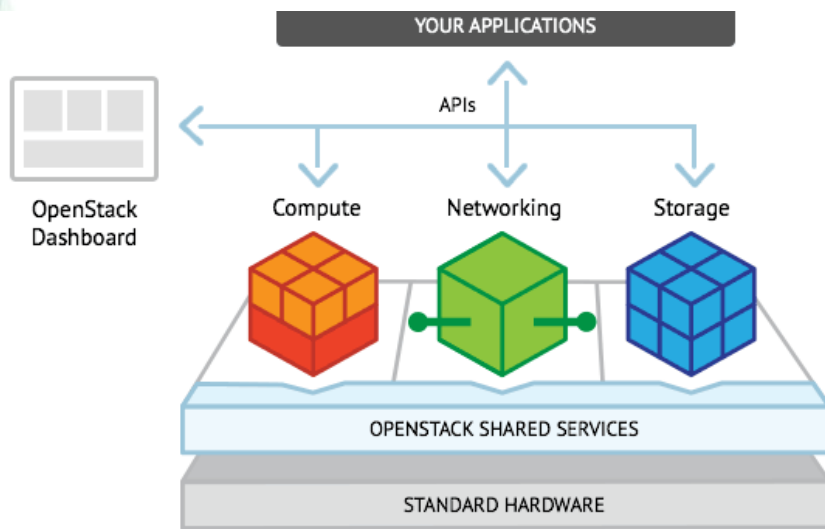 YOUR APPLICATIONS
APIs
OpenStack
Dashboard
Compute
Networking
Storage
OPENSTACK SHARED SERVICES
STANDARD HARDWARE